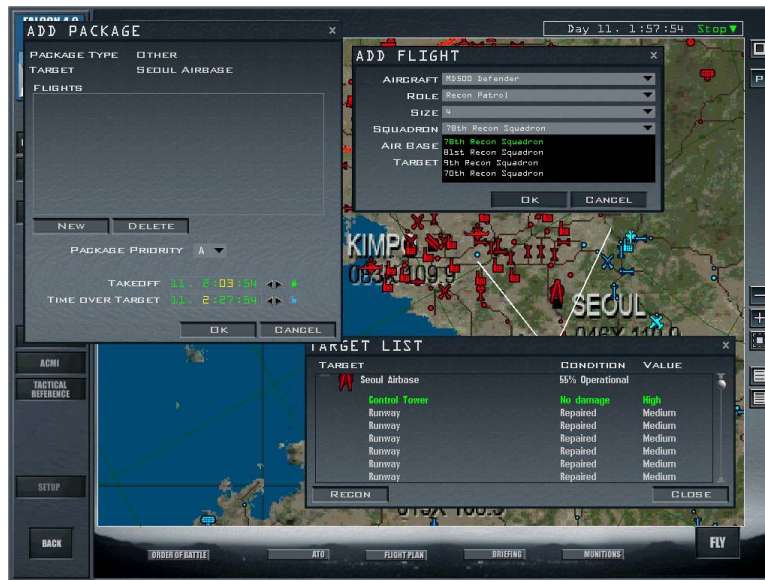 FALCON 4.0
ADD PACKAGE x
PACKAGE TYPE OTHER
TARGET SEOUL AIRBASE
FLIGHTS
NEW DELETE
PACKAGE PRIORITY A
TAKEOFF 11, 2:03:54
TIME OVER TARGET 11, 2:27:54
OK CANCEL
Day 11, 1:57:54 Stop
ADD FLIGHT x
AIRCRAFT MD500 Defender
ROLE Recon Patrol
SIZE 4
SQUADRON 78th Recon Squadron
AIR BASE 78th Recon Squadron
81st Recon Squadron
TARGET 9th Recon Squadron
70th Recon Squadron
OK CANCEL
P
SEOUL
TARGET LIST x
TARGET CONDITION VALUE
Seoul Airbase 55% Operational
Control Tower No damage High
Runway Repaired Medium
Runway Repaired Medium
Runway Repaired Medium
Runway Repaired Medium
Runway Repaired Medium
Runway Repaired Medium
RECON CLOSE
ACMI
TACTICAL
REFERENCE
SETUP
BACK
ORDER OF BATTLE ATO FLIGHT PLAN BRIEFING MUNITIONS FLY